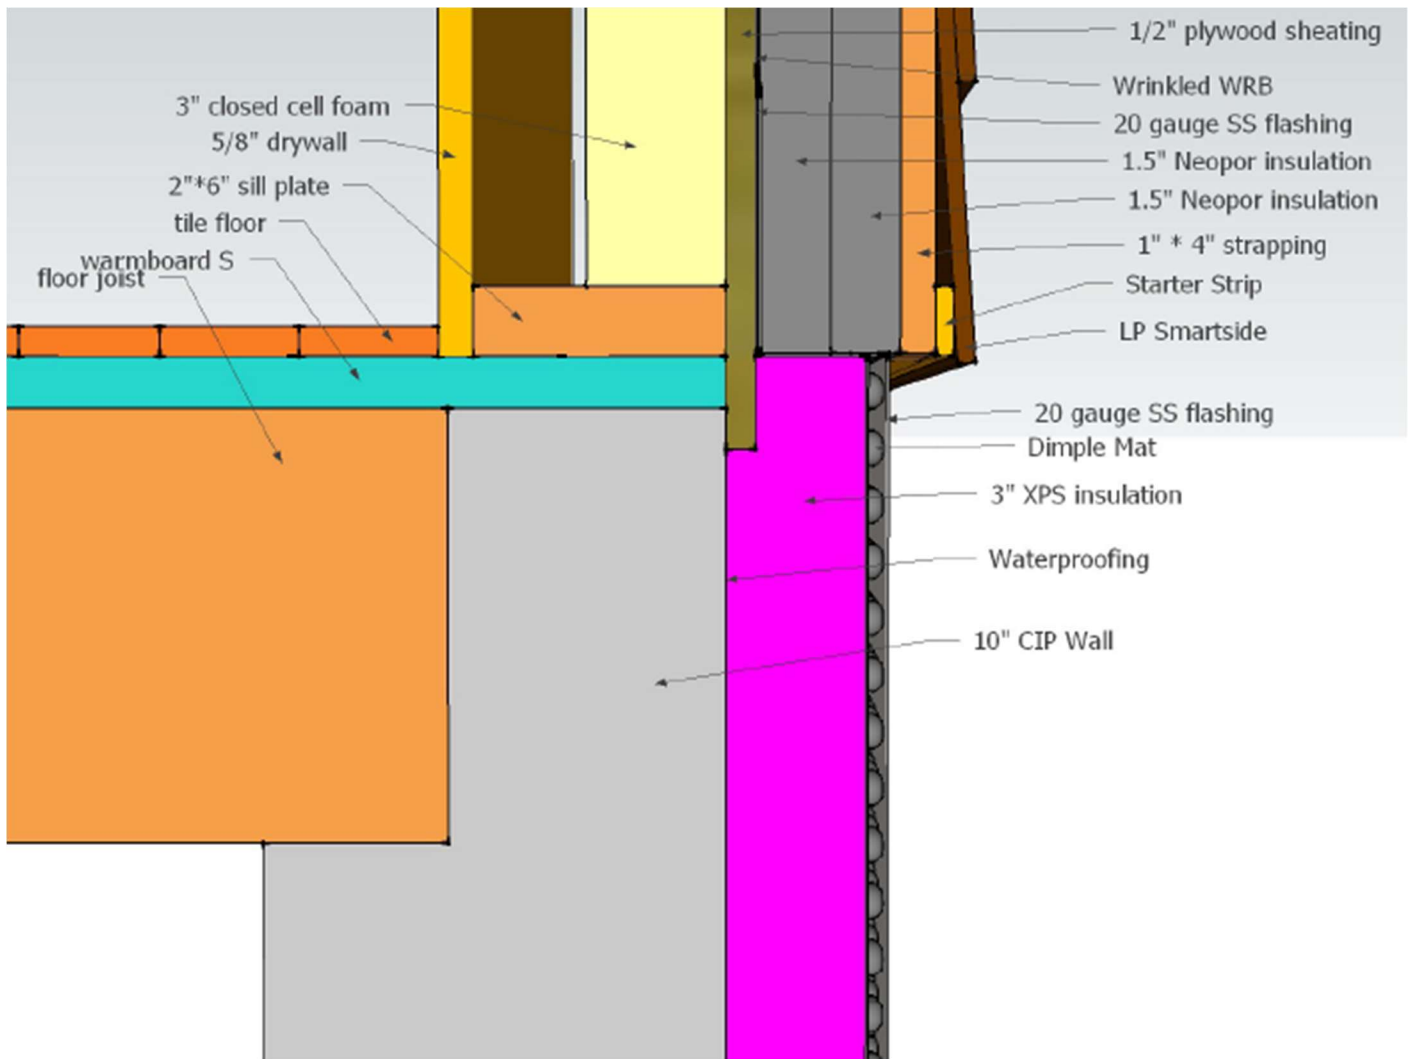 3" closed cell foam
5/8" drywall
2"*6" sill plate
tile floor
warmboard S
floor joist
1/2" plywood sheating
Wrinkled WRB
20 gauge SS flashing
1.5" Neopor insulation
1.5" Neopor insulation
1" * 4" strapping
Starter Strip
LP Smartside
20 gauge SS flashing
Dimple Mat
3" XPS insulation
Waterproofing
10" CIP Wall